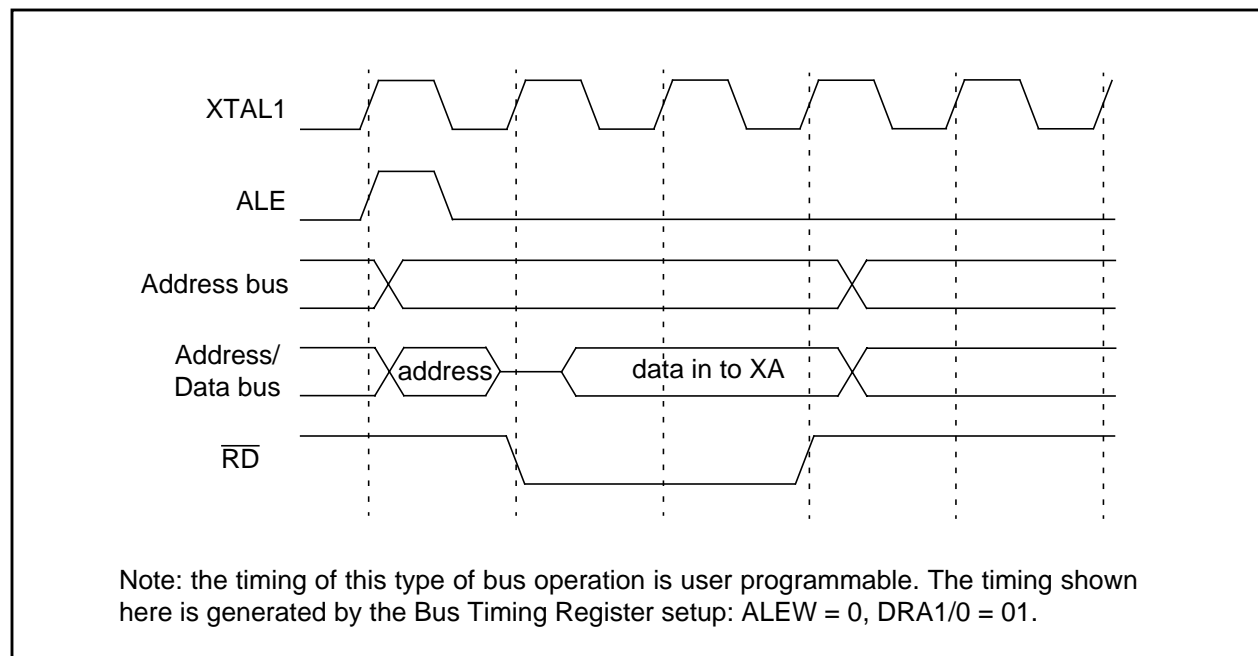 XTAL1
ALE
Address bus
Address/
Data bus
address
data in to XA
RD
Note: the timing of this type of bus operation is user programmable. The timing shown
here is generated by the Bus Timing Register setup: ALEW = 0, DRA1/0 = 01.